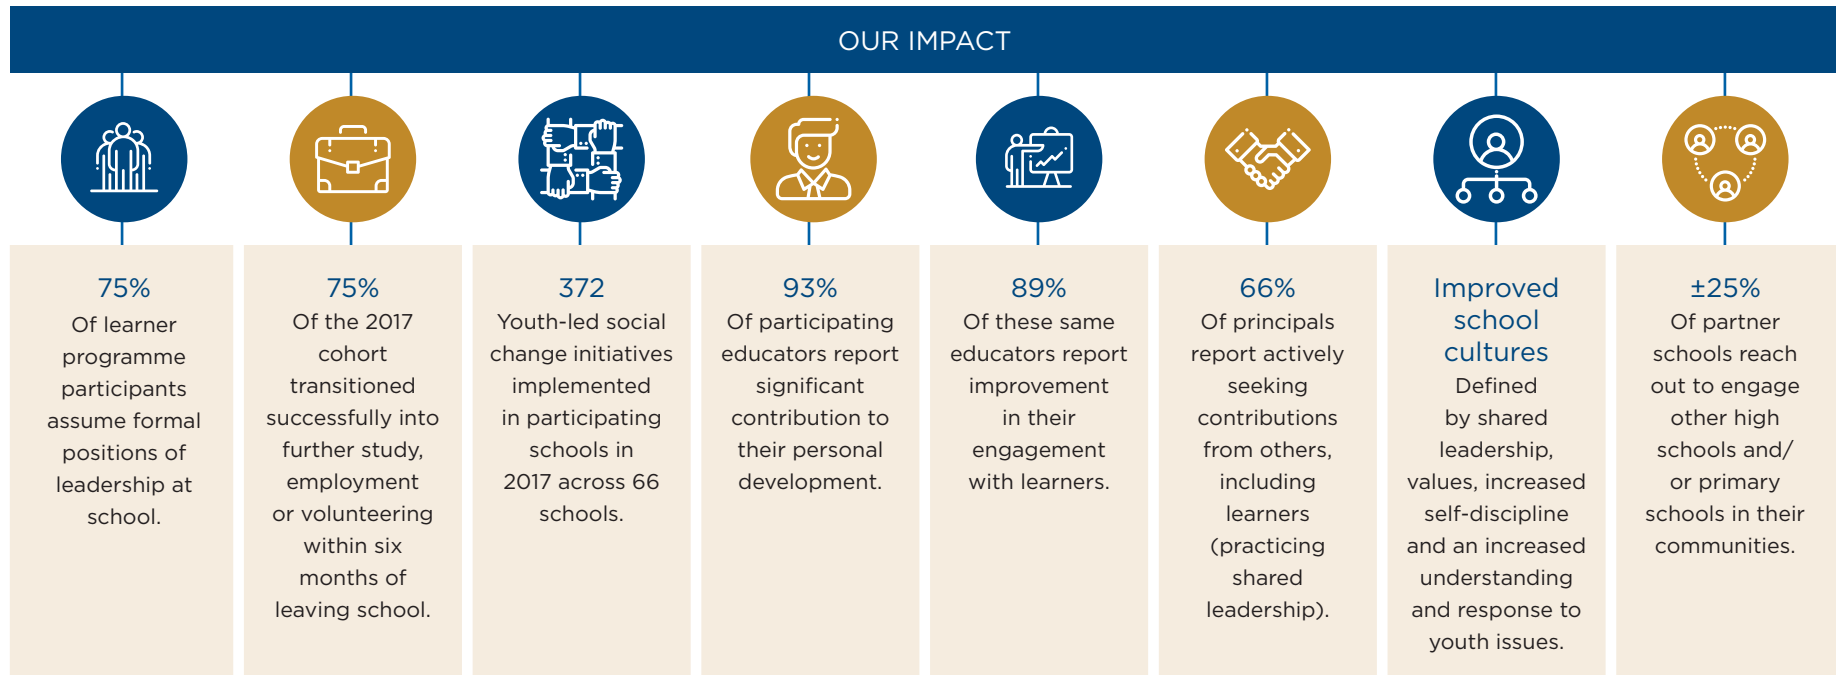 OUR IMPACT
75%
Of learner
programme
participants
assume formal
positions of
leadership at
school.
75%
Of the 2017
cohort
transitioned
successfully into
further study,
employment
or volunteering
within six
months of
leaving school.
372
Youth-led social
change initiatives
implemented
in participating
schools in
2017 across 66
schools.
93%
Of participating
educators report
significant
contribution to
their personal
development.
89%
Of these same
educators report
improvement
in their
engagement
with learners.
66%
Of principals
report actively
seeking
contributions
from others,
including
learners
(practicing
shared
leadership).
Improved
school
cultures
Defined
by shared
leadership,
values, increased
self-discipline
and an increased
understanding
and response to
youth issues.
±25%
Of partner
schools reach
out to engage
other high
schools and/
or primary
schools in their
communities.